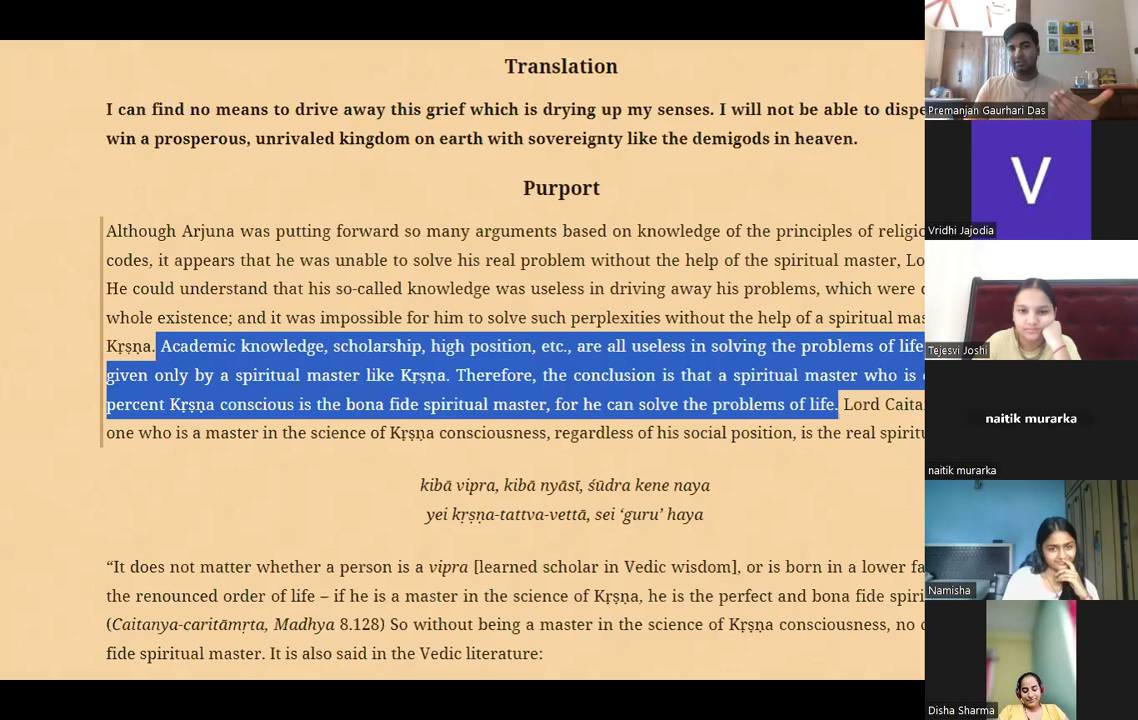 Translation
I can find no means to drive away this grief which is drying up my senses. I will not be able to dispe
win a prosperous, unrivaled kingdom on earth with sovereignty like the demigods in heaven.
Purport
Although Arjuna was putting forward so many arguments based on knowledge of the principles of religio
codes, it appears that he was unable to solve his real problem without the help of the spiritual master, Lo
He could understand that his so-called knowledge was useless in driving away his problems, which were
whole existence; and it was impossible for him to solve such perplexities without the help of a spiritual mas
Kṛṣṇa. Academic knowledge, scholarship, high position, etc., are all useless in solving the problems of life
given only by a spiritual master like Kṛṣṇa. Therefore, the conclusion is that a spiritual master who is
percent Kṛṣṇa conscious is the bona fide spiritual master, for he can solve the problems of life. Lord Caita
one who is a master in the science of Kṛṣṇa consciousness, regardless of his social position, is the real spiritu
kibā vipra, kibā nyāsī, śūdra kene naya
yei kṛṣṇa-tattva-vettā, sei ‘guru’ haya
“It does not matter whether a person is a vipra [learned scholar in Vedic wisdom], or is born in a lower fa
the renounced order of life – if he is a master in the science of Kṛṣṇa, he is the perfect and bona fide spiri
(Caitanya-caritāmṛta, Madhya 8.128) So without being a master in the science of Kṛṣṇa consciousness, no
fide spiritual master. It is also said in the Vedic literature:
Premanjan Gaurhari Das
V
Vridhi Jajodia
Tejesvi Joshi
naitik murarka
naitik murarka
Namisha
Disha Sharma